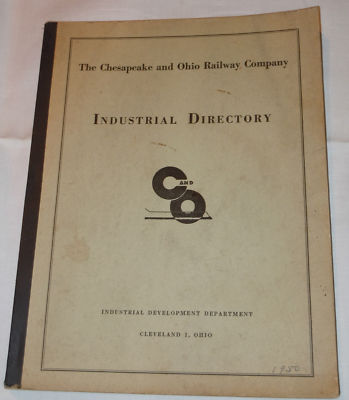 The Chesapeake and Ohio Railway Company
INDUSTRIAL DIRECTORY
C AND O
INDUSTRIAL DEVELOPMENT DEPARTMENT
CLEVELAND 1, OHIO
1950